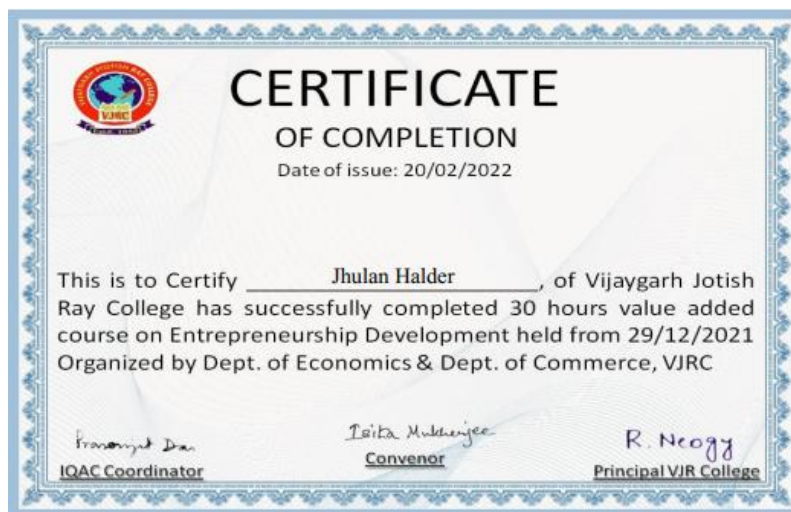 VJRC
CERTIFICATE
OF COMPLETION
Date of issue: 20/02/2022
This is to Certify Jhulan Halder, of Vijaygarh Jotish
Ray College has successfully completed 30 hours value added
course on Entrepreneurship Development held from 29/12/2021
Organized by Dept. of Economics & Dept. of Commerce, VJRC
Isita Mukherjee
R. Neogy
IQAC Coordinator
Convenor
Principal VJR College